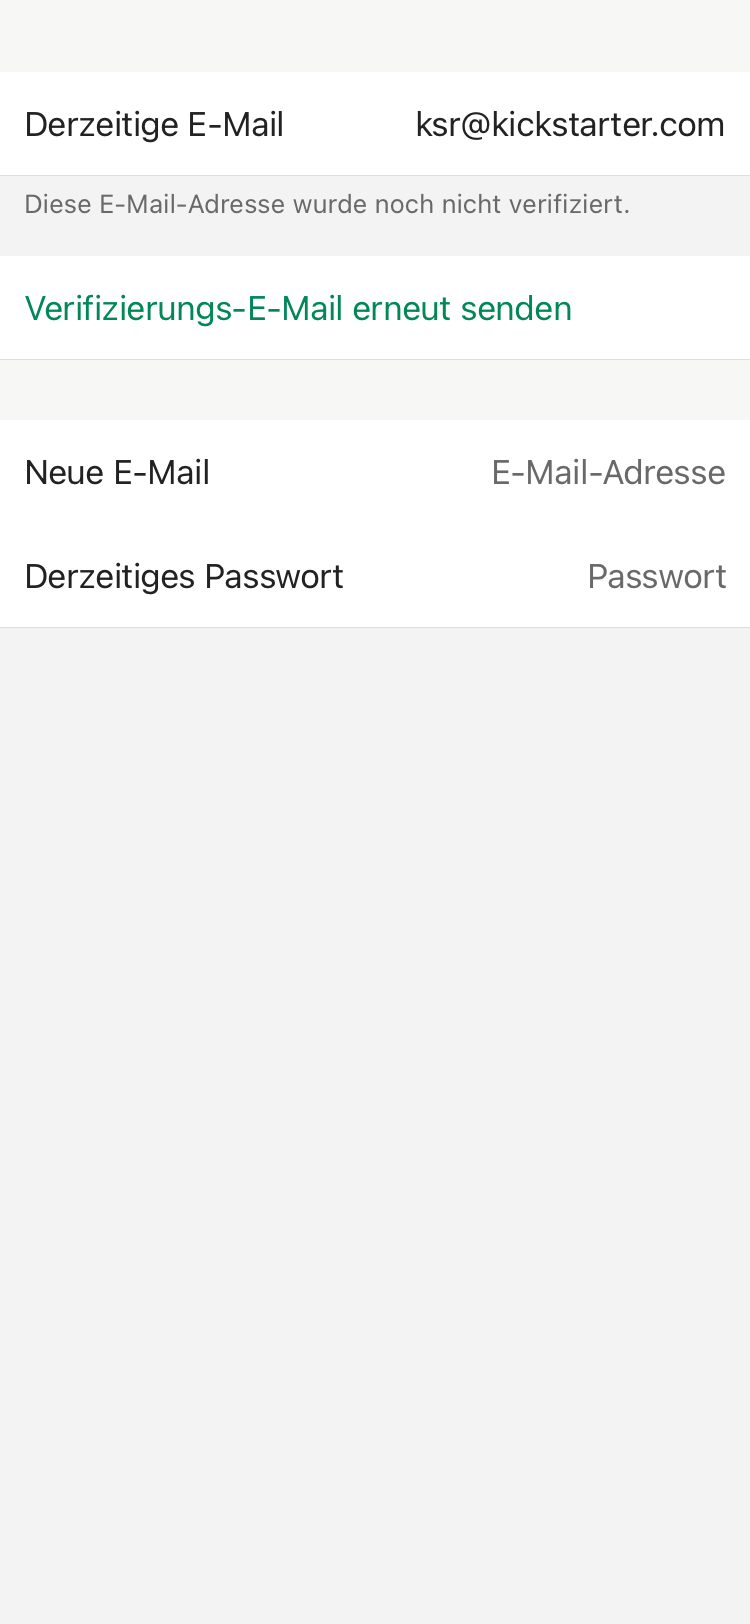 Derzeitige E-Mail ksr@kickstarter.com
Diese E-Mail-Adresse wurde noch nicht verifiziert.
Verifizierungs-E-Mail erneut senden
Neue E-Mail E-Mail-Adresse
Derzeitiges Passwort Passwort